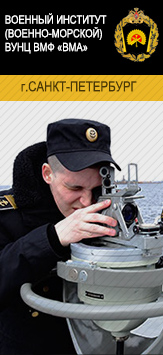 ВОЕННЫЙ ИНСТИТУТ
(ВОЕННО-МОРСКОЙ)
ВУНЦ ВМФ «ВМА»
г.САНКТ-ПЕТЕРБУРГ